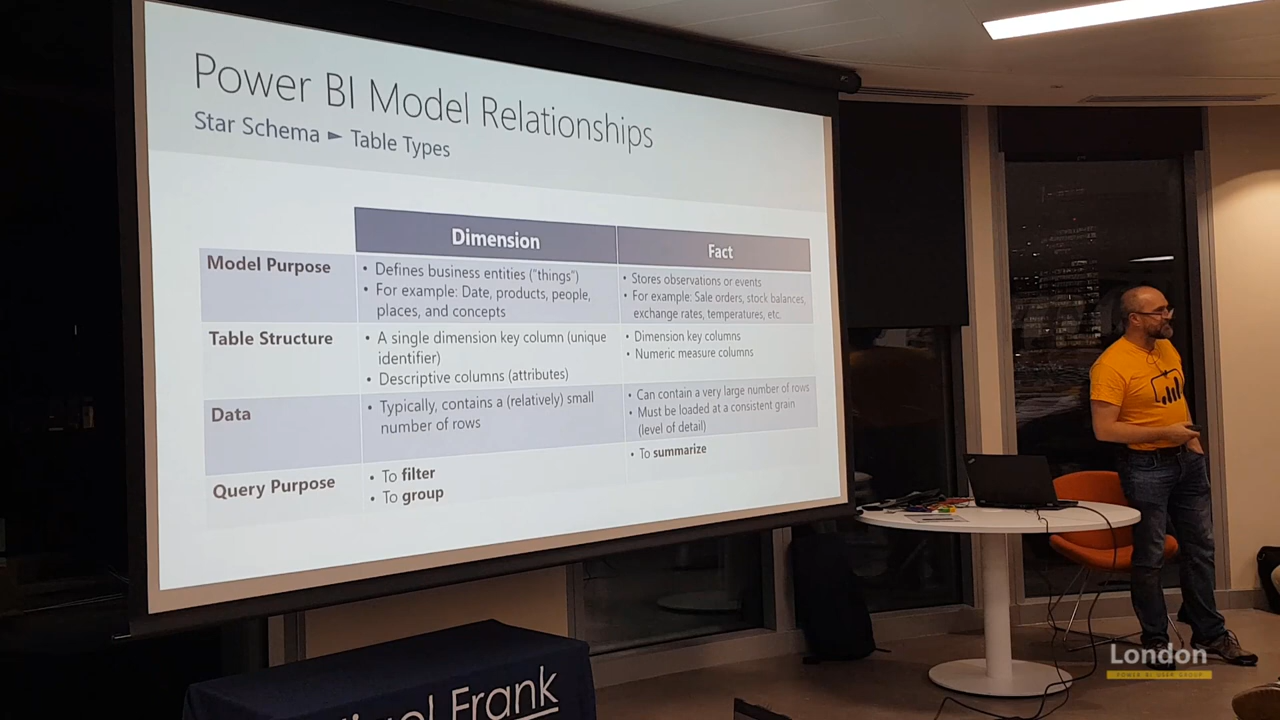 Power BI Model Relationships
Star Schema ► Table Types
Dimension
Fact
Model Purpose
• Defines business entities ("things")
• For example: Date, products, people,
places, and concepts
• Stores observations or events
• For example: Sale orders, stock balances,
exchange rates, temperatures, etc.
Table Structure
• A single dimension key column (unique
identifier)
• Descriptive columns (attributes)
• Dimension key columns
• Numeric measure columns
Data
• Typically, contains a (relatively) small
number of rows
• Can contain a very large number of rows
• Must be loaded at a consistent grain
(level of detail)
Query Purpose
• To filter
• To group
• To summarize
Frank
London
POWER BI USER GROUP